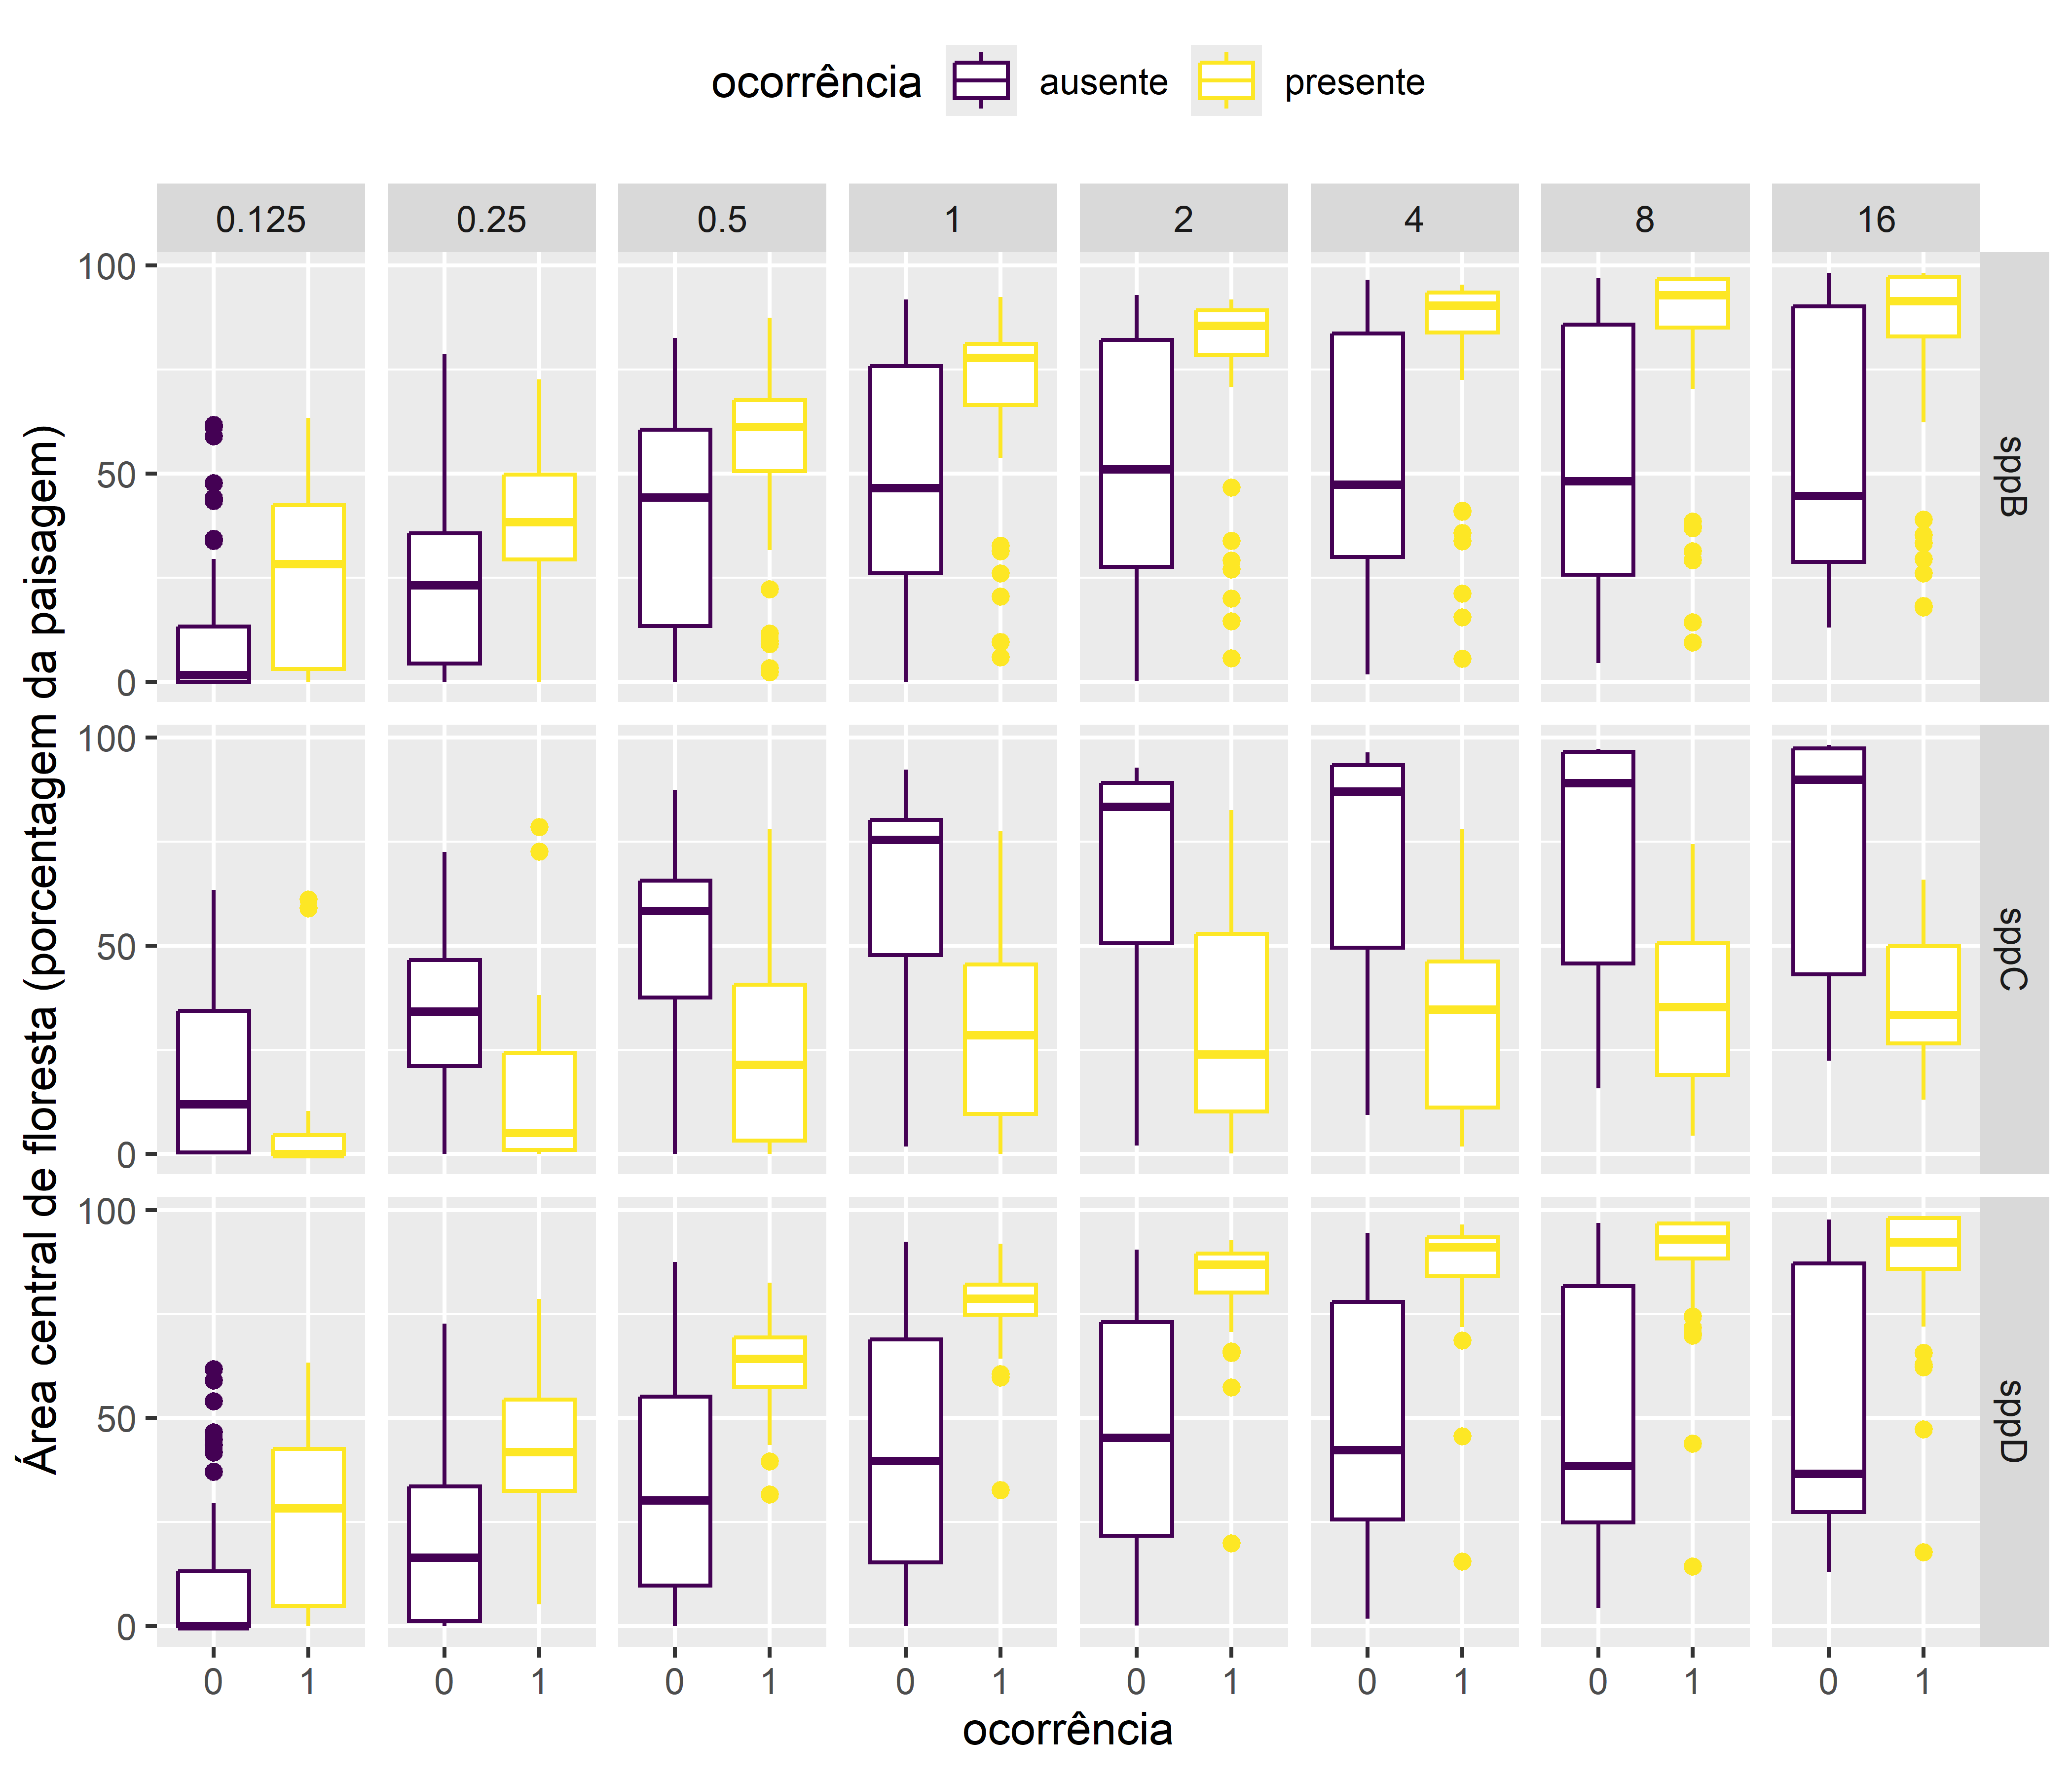 ocorrência ausente presente
0.125 0.25 0.5 1 2 4 8 16
Área central de floresta (porcentagem da paisagem)
100
50
0
sppB
100
50
0
sppC
100
50
0
sppD
0 1 0 1 0 1 0 1 0 1 0 1 0 1 0 1
ocorrência